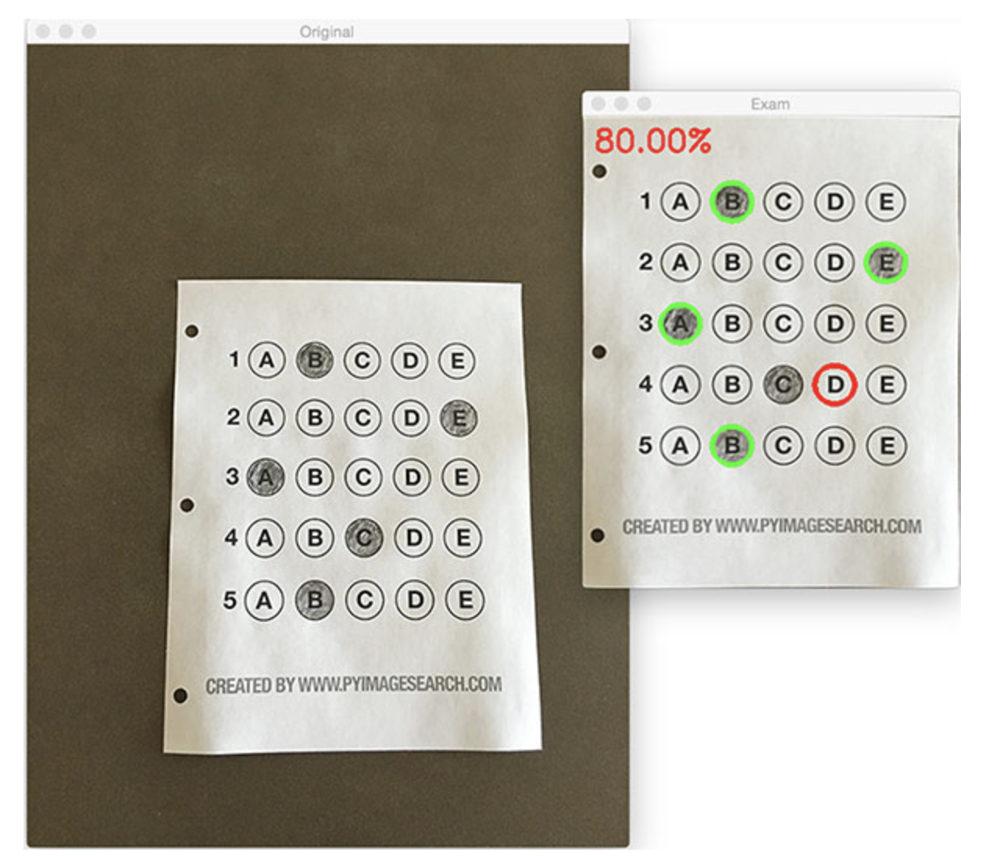 Original
1 A B C D E
2 A B C D E
3 A B C D E
4 A B C D E
5 A B C D E
CREATED BY WWW.PYIMAGESEARCH.COM
Exam
80.00%
1 A B C D E
2 A B C D E
3 A B C D E
4 A B C D E
5 A B C D E
CREATED BY WWW.PYIMAGESEARCH.COM